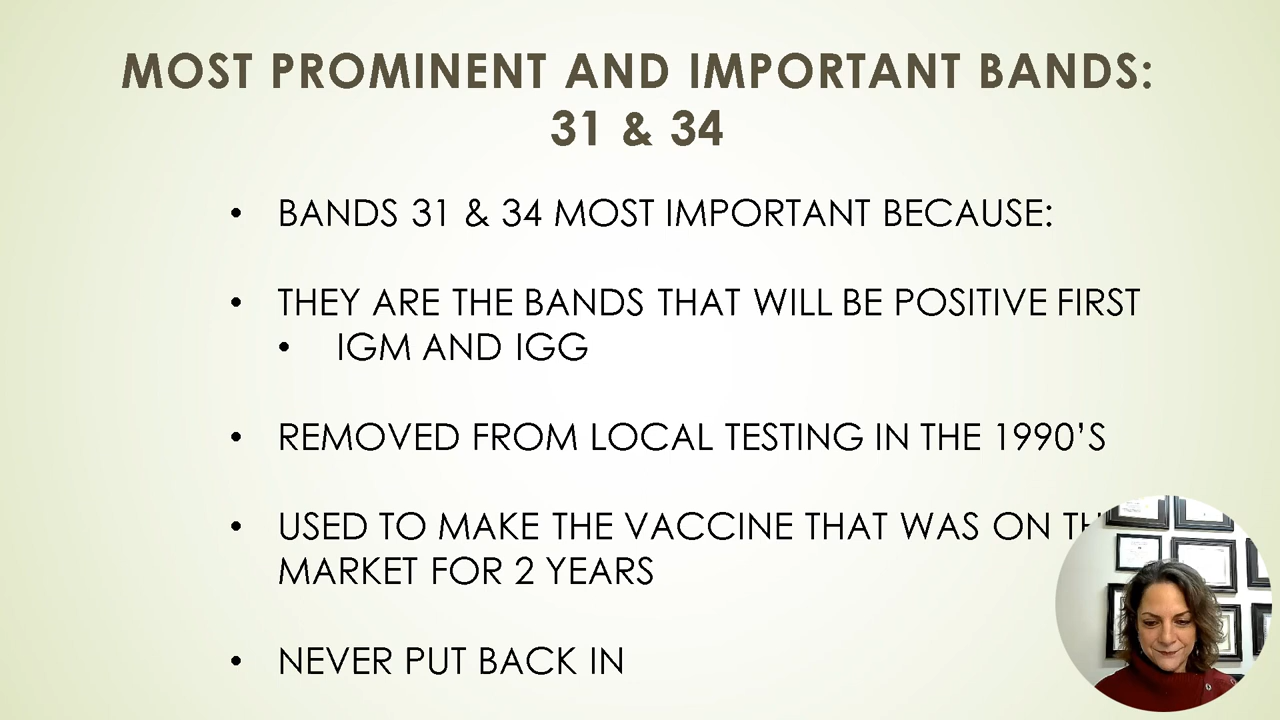 MOST PROMINENT AND IMPORTANT BANDS:
31 & 34
• BANDS 31 & 34 MOST IMPORTANT BECAUSE:
• THEY ARE THE BANDS THAT WILL BE POSITIVE FIRST
• IGM AND IGG
• REMOVED FROM LOCAL TESTING IN THE 1990’S
• USED TO MAKE THE VACCINE THAT WAS ON
MARKET FOR 2 YEARS
• NEVER PUT BACK IN